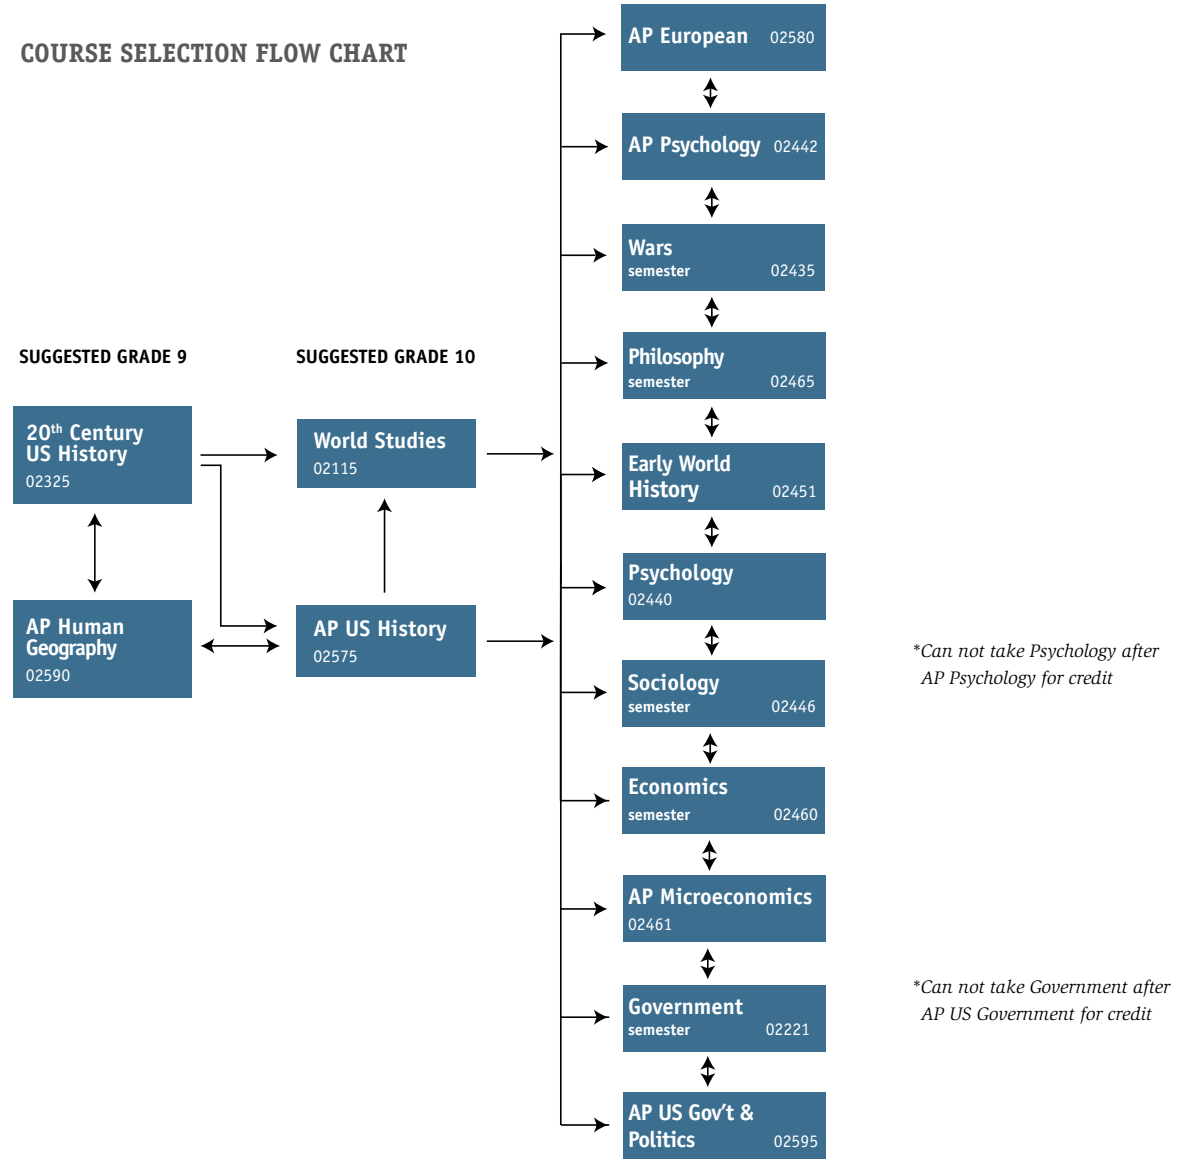 COURSE SELECTION FLOW CHART
SUGGESTED GRADE 9
20th Century
US History
02325
AP Human
Geography
02590
SUGGESTED GRADE 10
World Studies
02115
AP US History
02575
AP European 02580
AP Psychology 02442
Wars
semester 02435
Philosophy
semester 02465
Early World
History 02451
Psychology
02440
Sociology
semester 02446
Economics
semester 02460
AP Microeconomics
02461
Government
semester 02221
AP US Gov’t &
Politics 02595
*Can not take Psychology after
AP Psychology for credit
*Can not take Government after
AP US Government for credit